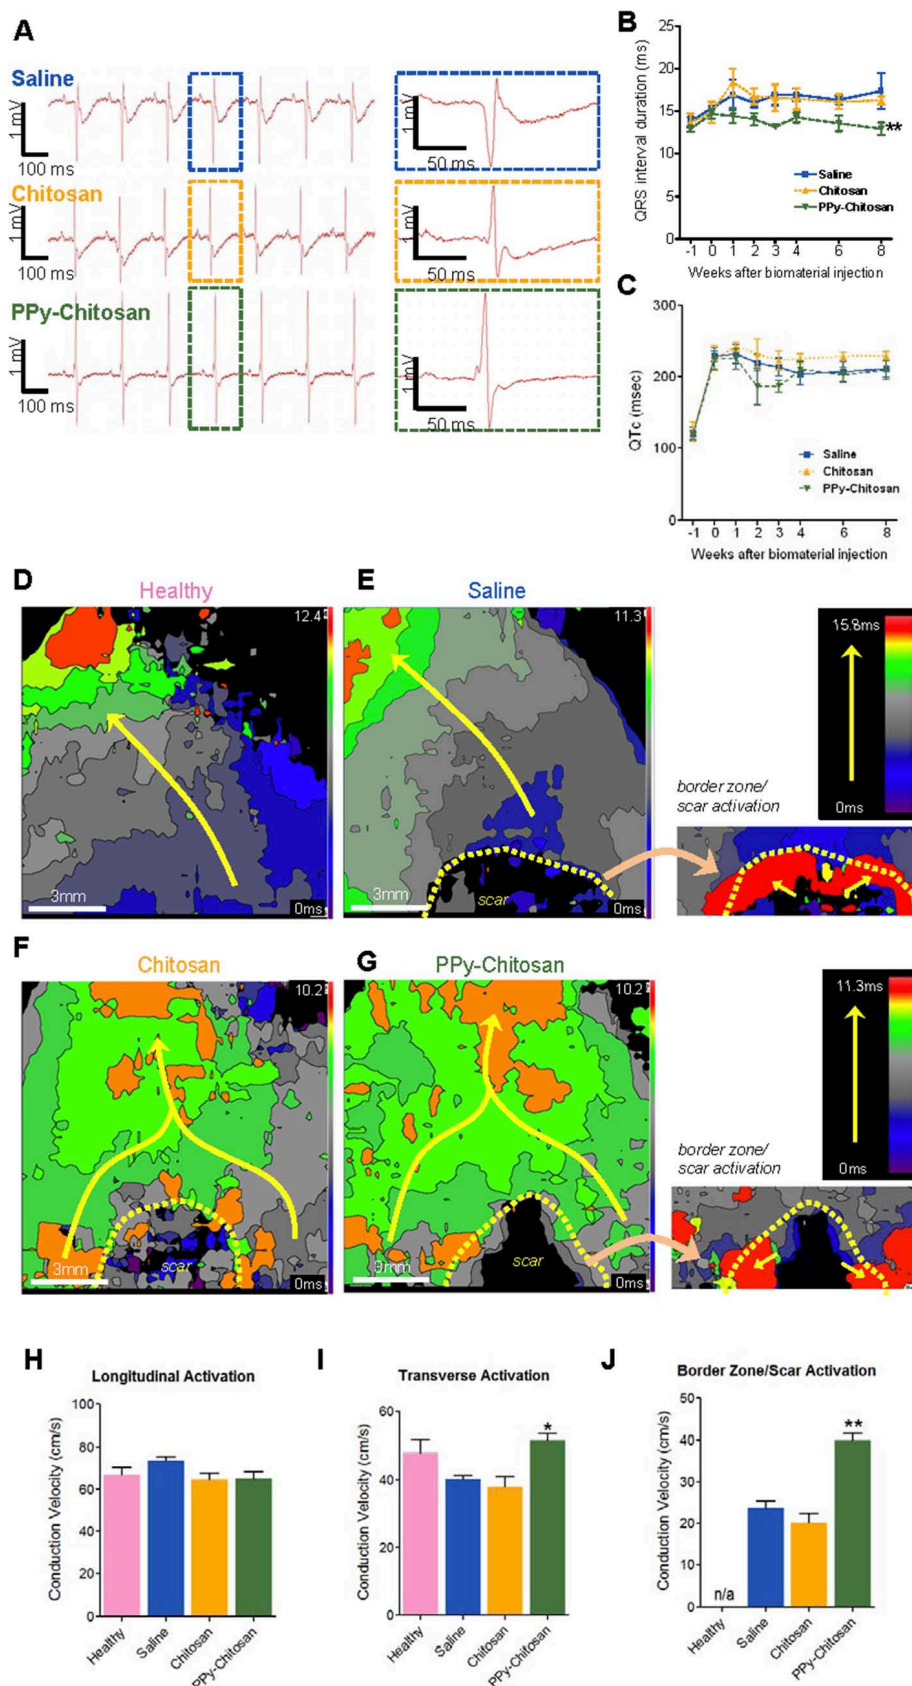 A
Saline
1 mV
100 ms
1 mV
50 ms
Chitosan
1 mV
100 ms
1 mV
50 ms
PPy-Chitosan
1 mV
100 ms
1 mV
50 ms
B
QRS interval duration (ms)
25
20
15
10
5
0
**
Saline
Chitosan
PPy-Chitosan
-1 0 1 2 3 4 6 8
Weeks after biomaterial injection
C
QTc (msec)
300
200
100
0
Saline
Chitosan
PPy-Chitosan
-1 0 1 2 3 4 6 8
Weeks after biomaterial injection
D
Healthy
12.4
3mm
0ms
E
Saline
11.3
scar
3mm
0ms
15.8ms
0ms
border zone/
scar activation
F
Chitosan
10.2
scar
3mm
0ms
G
PPy-Chitosan
10.2
scar
3mm
0ms
11.3ms
0ms
border zone/
scar activation
H
Longitudinal Activation
Conduction Velocity (cm/s)
100
80
60
40
20
0
Healthy
Saline
Chitosan
PPy-Chitosan
I
Transverse Activation
Conduction Velocity (cm/s)
60
40
20
0
*
Healthy
Saline
Chitosan
PPy-Chitosan
J
Border Zone/Scar Activation
Conduction Velocity (cm/s)
40
30
20
10
0
**
n/a
Healthy
Saline
Chitosan
PPy-Chitosan